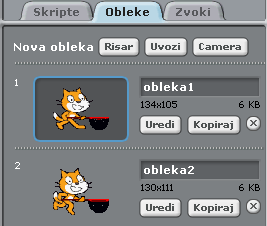 Skripte Obleke Zvoki
Nova obleka Risar Uvozi Camera
1
obleka1
134x105 6 KB
Uredi Kopiraj
2
obleka2
130x111 6 KB
Uredi Kopiraj